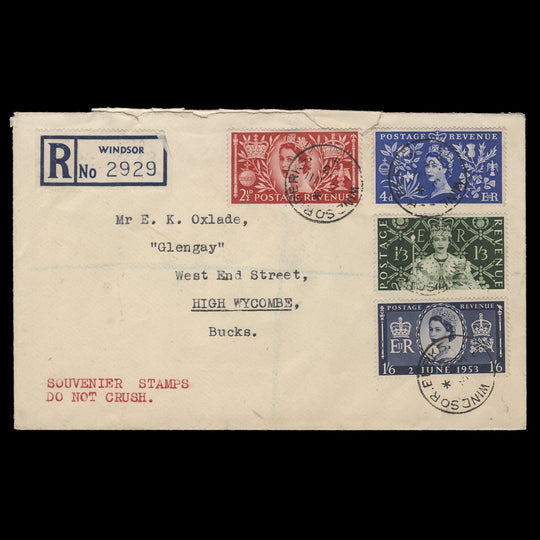 WINDSOR
R No 2929
2½D POSTAGE REVENUE
POSTAGE REVENUE
4d E II R
POSTAGE 1/3 E R 1/3 REVENUE
POSTAGE REVENUE
E II R
1/6 2 JUNE 1953 1/6
WINDSOR.
Mr E. K. Oxlade,
"Glengay"
West End Street,
HIGH WYCOMBE,
Bucks.
SOUVENIER STAMPS
DO NOT CRUSH.